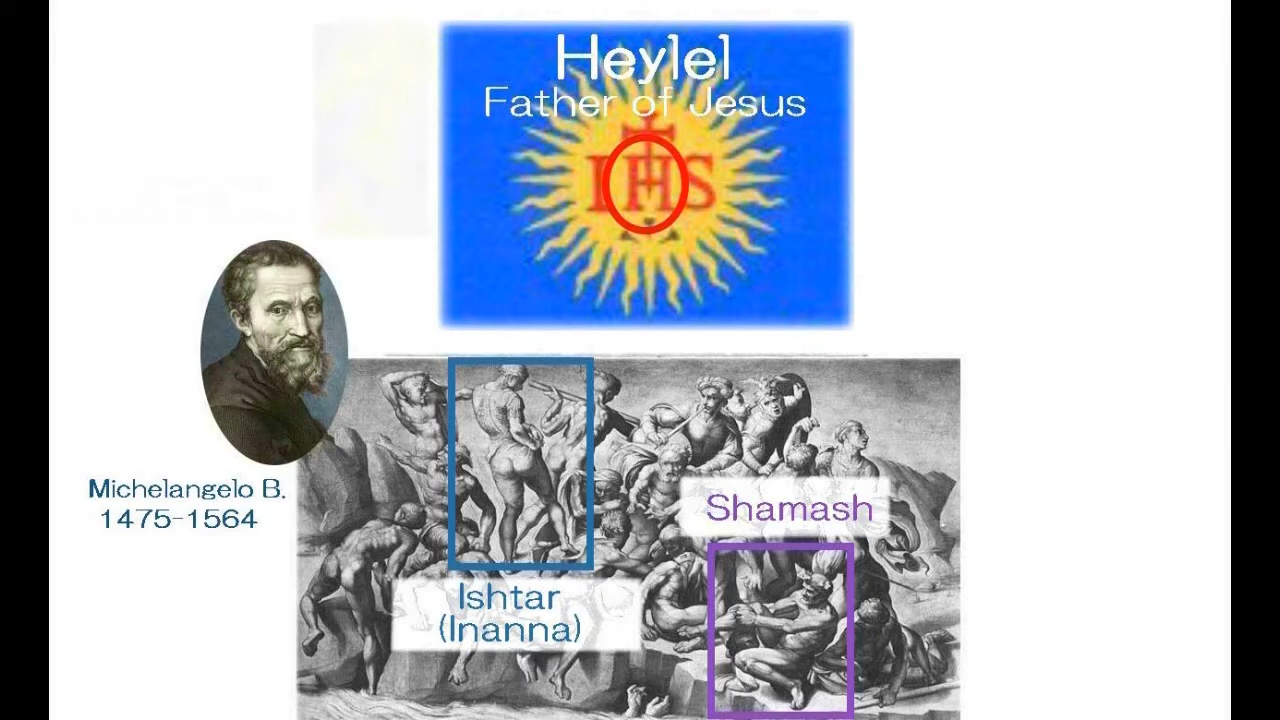 Heylel
Father of Jesus
IHS
Michelangelo B.
1475-1564
Shamash
Ishtar
(Inanna)